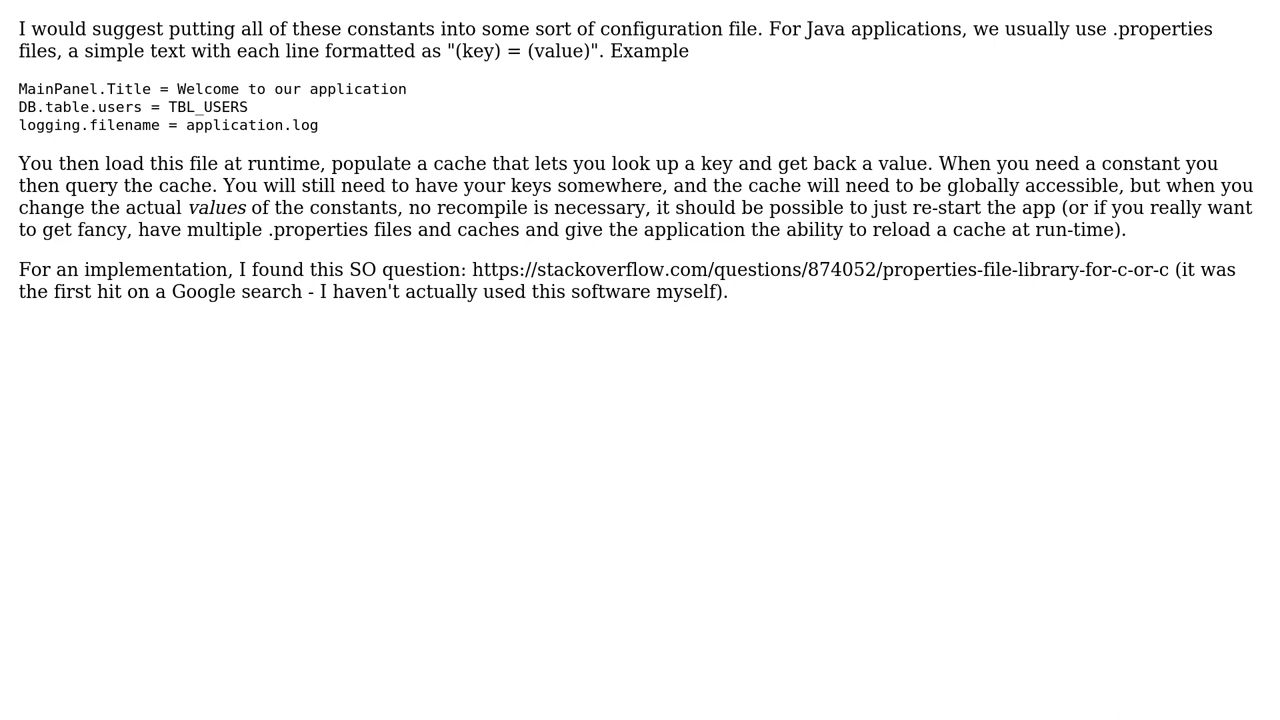 I would suggest putting all of these constants into some sort of configuration file. For Java applications, we usually use .properties
files, a simple text with each line formatted as "(key) = (value)". Example
MainPanel.Title = Welcome to our application
DB.table.users = TBL_USERS
logging.filename = application.log
You then load this file at runtime, populate a cache that lets you look up a key and get back a value. When you need a constant you
then query the cache. You will still need to have your keys somewhere, and the cache will need to be globally accessible, but when you
change the actual values of the constants, no recompile is necessary, it should be possible to just re-start the app (or if you really want
to get fancy, have multiple .properties files and caches and give the application the ability to reload a cache at run-time).
For an implementation, I found this SO question: https://stackoverflow.com/questions/874052/properties-file-library-for-c-or-c (it was
the first hit on a Google search - I haven't actually used this software myself).